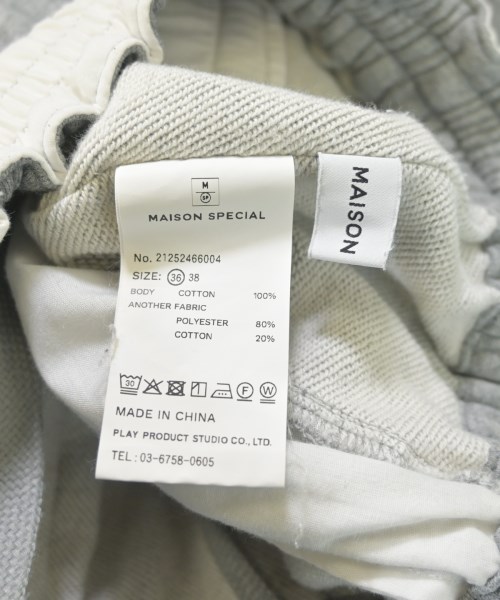 M
SP
MAISON SPECIAL
No. 21252466004
SIZE: 36 38
BODY COTTON 100%
ANOTHER FABRIC
POLYESTER 80%
COTTON 20%
30 F W
MADE IN CHINA
PLAY PRODUCT STUDIO CO., LTD.
TEL : 03-6758-0605
MAISON